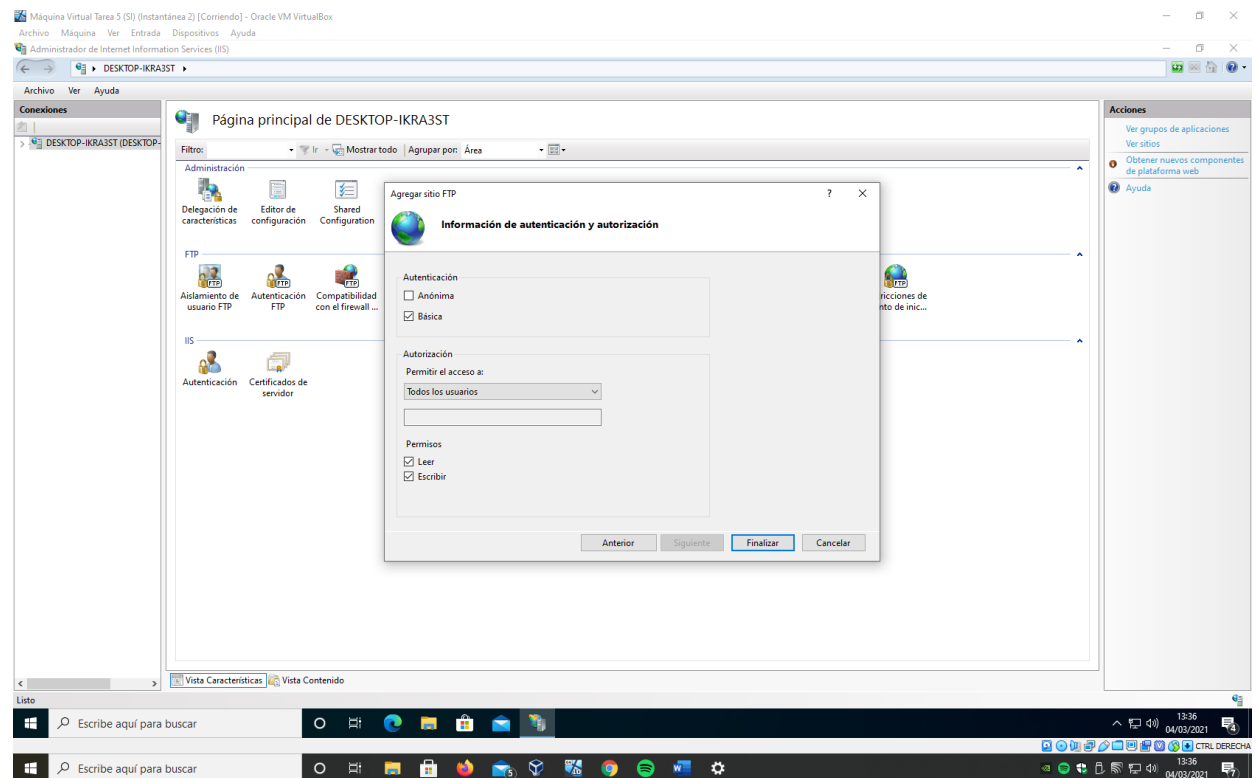 Máquina Virtual Tarea 5 (SI) (Instantánea 2) [Corriendo] - Oracle VM VirtualBox
Archivo Máquina Ver Entrada Dispositivos Ayuda
Administrador de Internet Information Services (IIS)
DESKTOP-IKRA3ST
Archivo Ver Ayuda
Conexiones
DESKTOP-IKRA3ST (DESKTOP-
Página principal de DESKTOP-IKRA3ST
Filtro: Ir Mostrar todo Agrupar por: Área
Administración
Delegación de características
Editor de configuración
Shared Configuration
FTP
Aislamiento de usuario FTP
Autenticación FTP
Compatibilidad con el firewall ...
ricciones de
nto de inic...
IIS
Autenticación
Certificados de servidor
Agregar sitio FTP ?
Información de autenticación y autorización
Autenticación
Anónima
Básica
Autorización
Permitir el acceso a:
Todos los usuarios
Permisos
Leer
Escribir
Anterior Siguiente Finalizar Cancelar
Acciones
Ver grupos de aplicaciones
Ver sitios
Obtener nuevos componentes
de plataforma web
Ayuda
Vista Características Vista Contenido
Listo
Escribe aquí para buscar
13:36
04/03/2021
CTRL DERECHA
Escribe aquí para buscar
13:36
04/03/2021